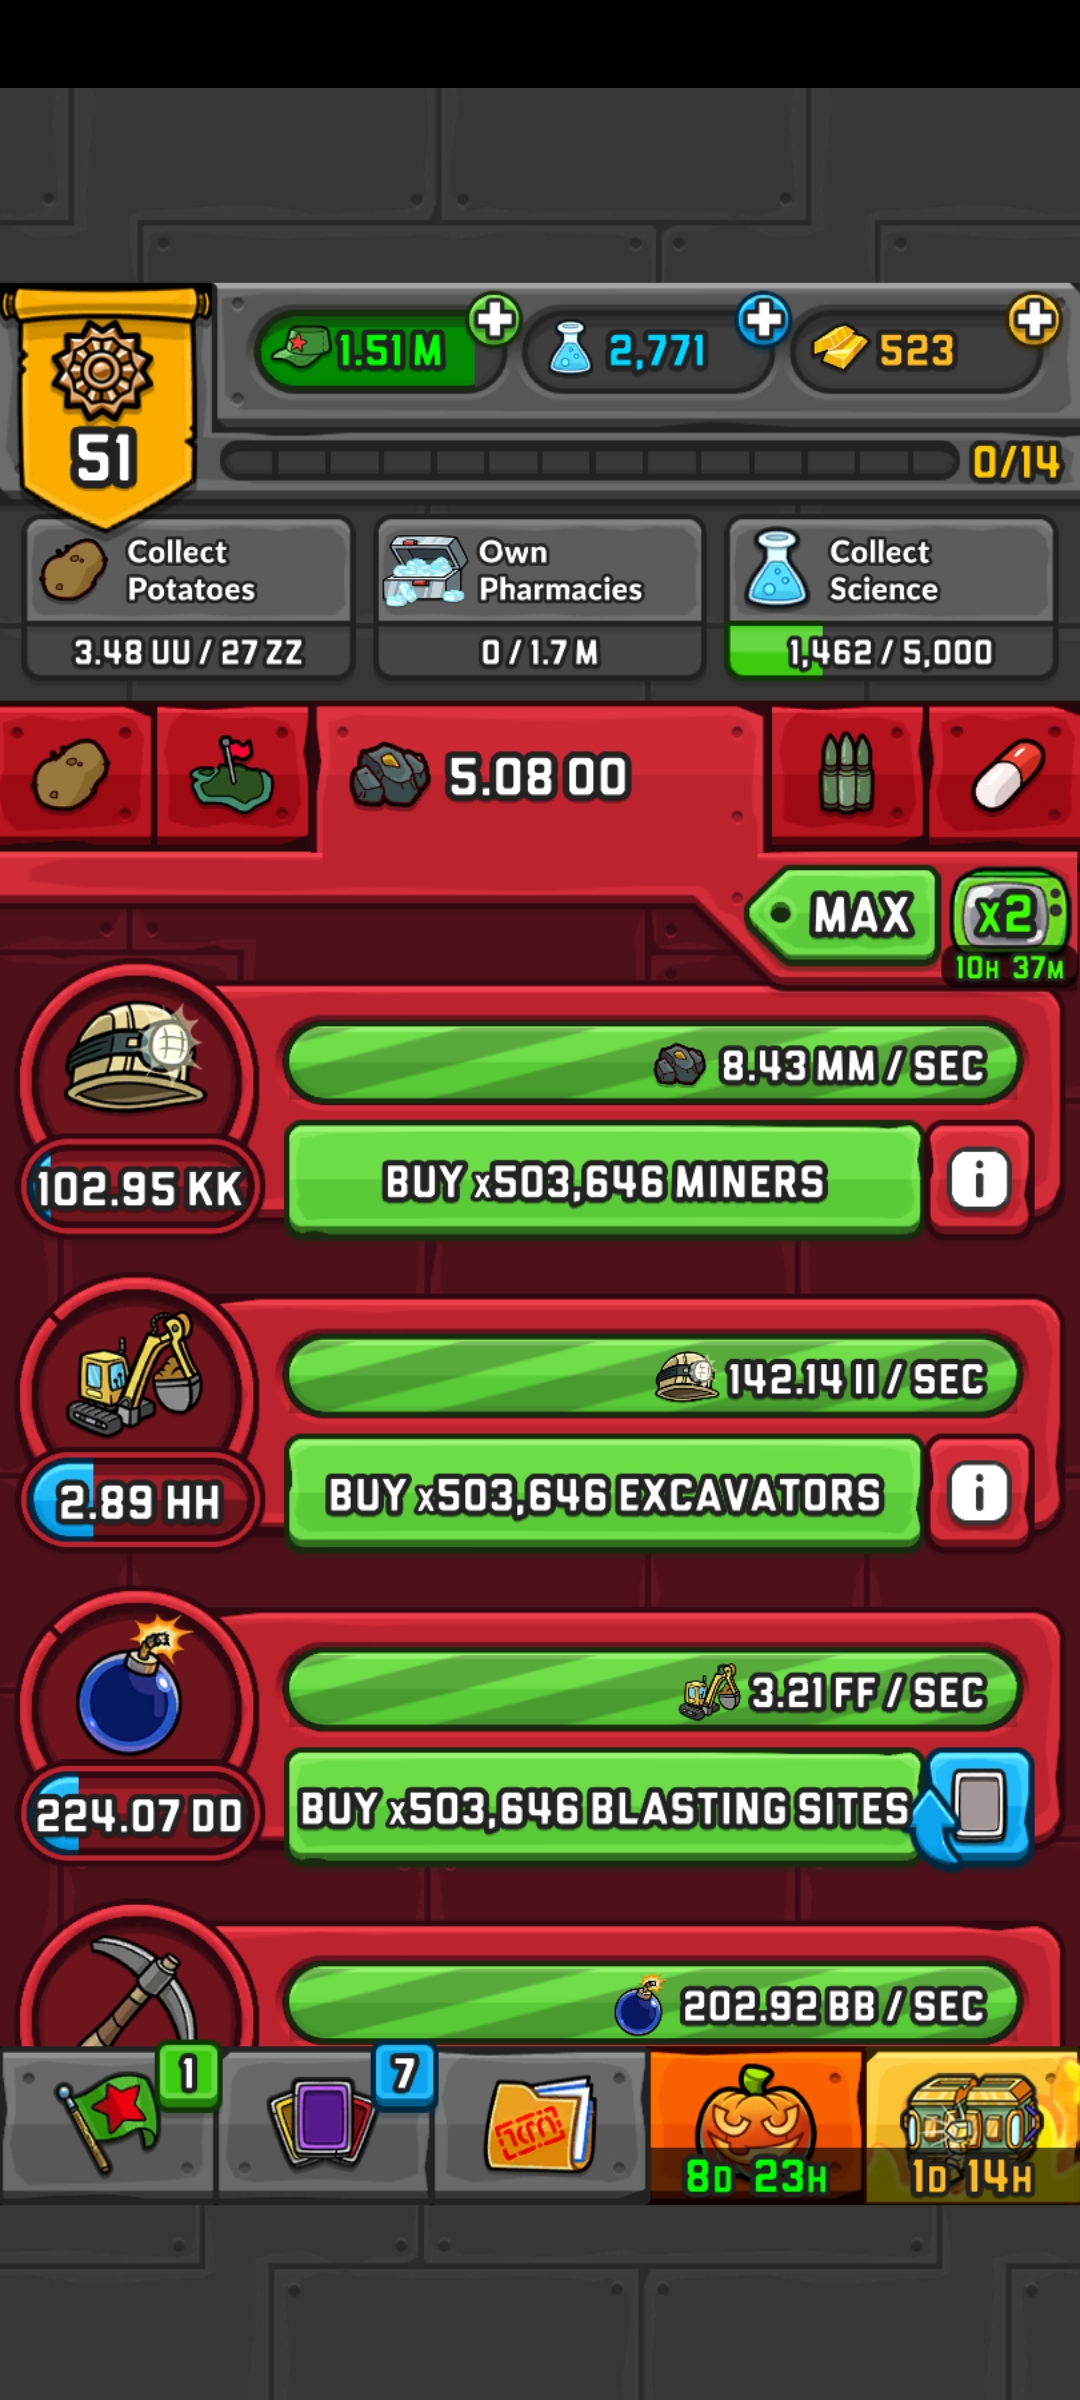 1.51 M
2,771
523
51
0/14
Collect
Potatoes
3.48 UU / 27 ZZ
Own
Pharmacies
0 / 1.7 M
Collect
Science
1,462 / 5,000
5.08 OO
MAX
x2
10H 37M
8.43 MM / SEC
102.95 KK
BUY x503,646 MINERS
i
142.14 II / SEC
2.89 HH
BUY x503,646 EXCAVATORS
i
3.21 FF / SEC
224.07 DD
BUY x503,646 BLASTING SITES
202.92 BB / SEC
1
7
8D 23H
1D 14H